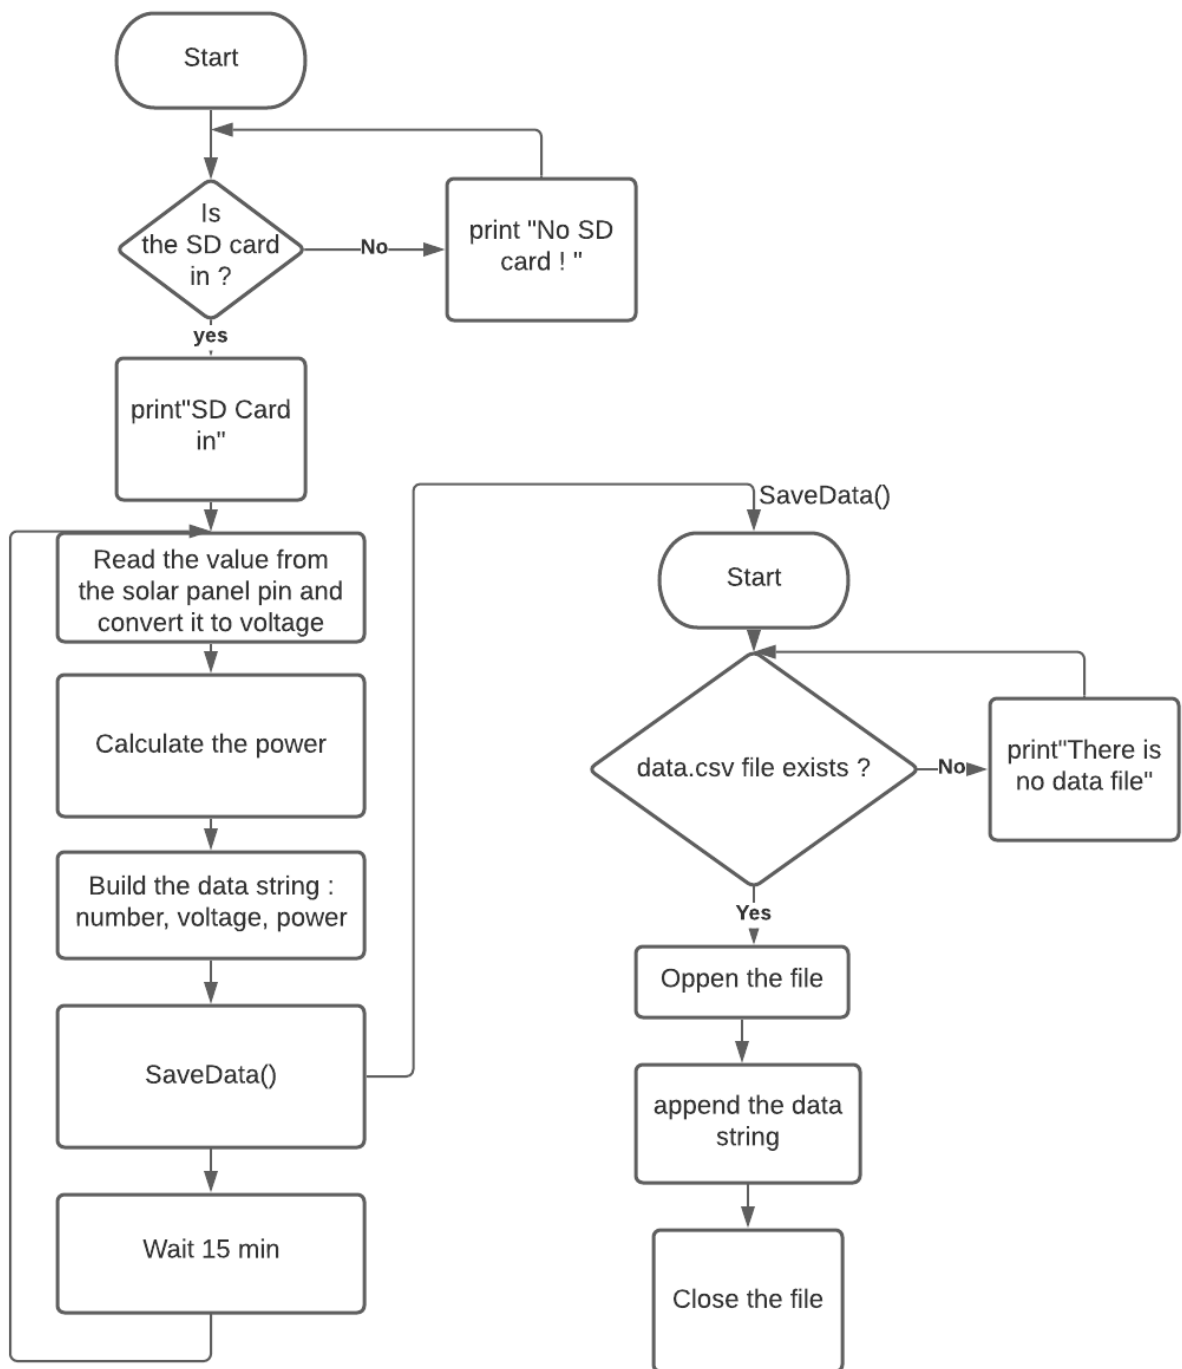 Start
Is
the SD card
in ?
No
print "No SD
card ! "
yes
print"SD Card
in"
Read the value from
the solar panel pin and
convert it to voltage
Calculate the power
Build the data string :
number, voltage, power
SaveData()
Wait 15 min
SaveData()
Start
data.csv file exists ?
No
print"There is
no data file"
Yes
Oppen the file
append the data
string
Close the file